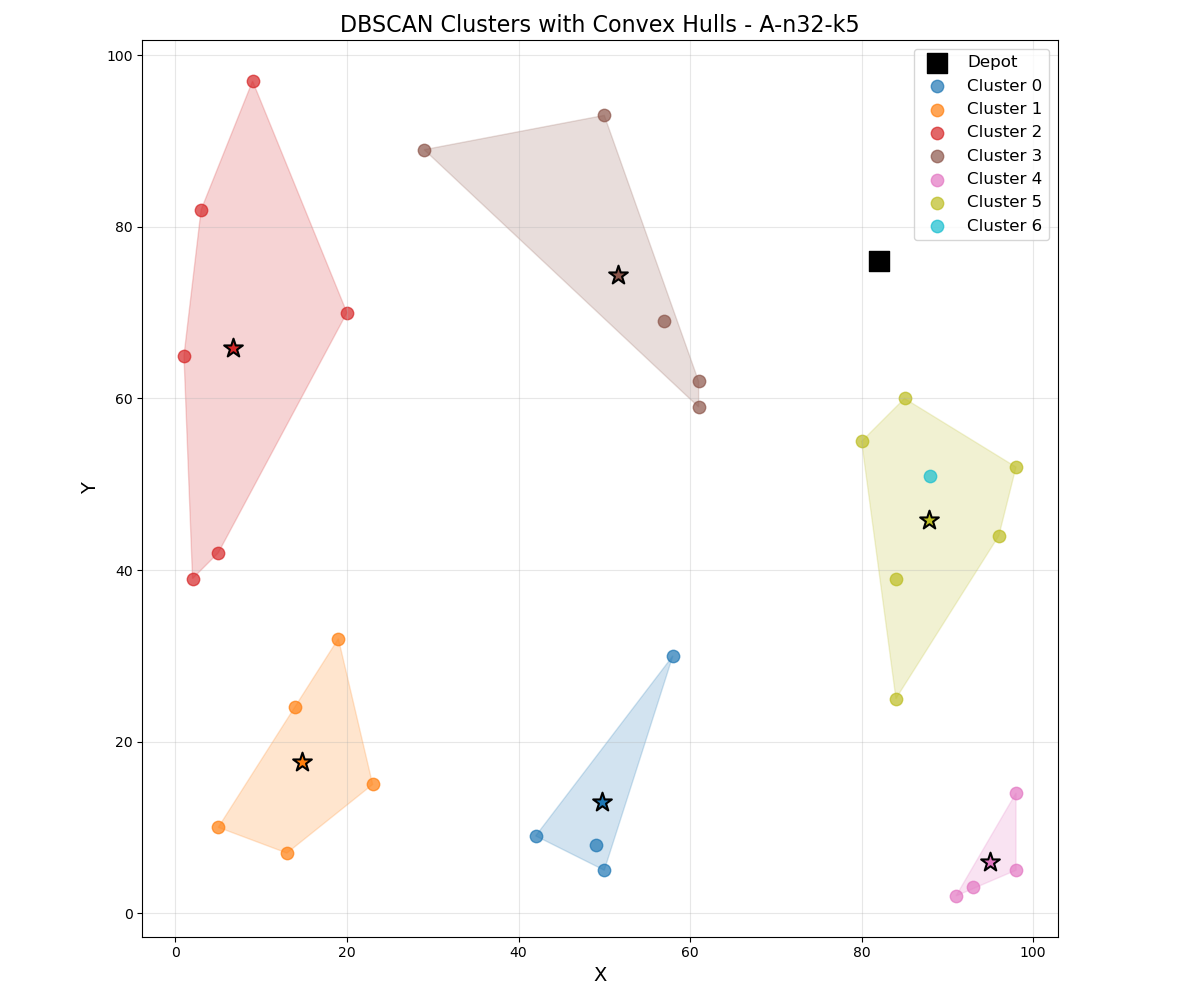 DBSCAN Clusters with Convex Hulls - A-n32-k5
Depot
Cluster 0
Cluster 1
Cluster 2
Cluster 3
Cluster 4
Cluster 5
Cluster 6
100
80
60
40
20
0
Y
0 20 40 60 80 100
X